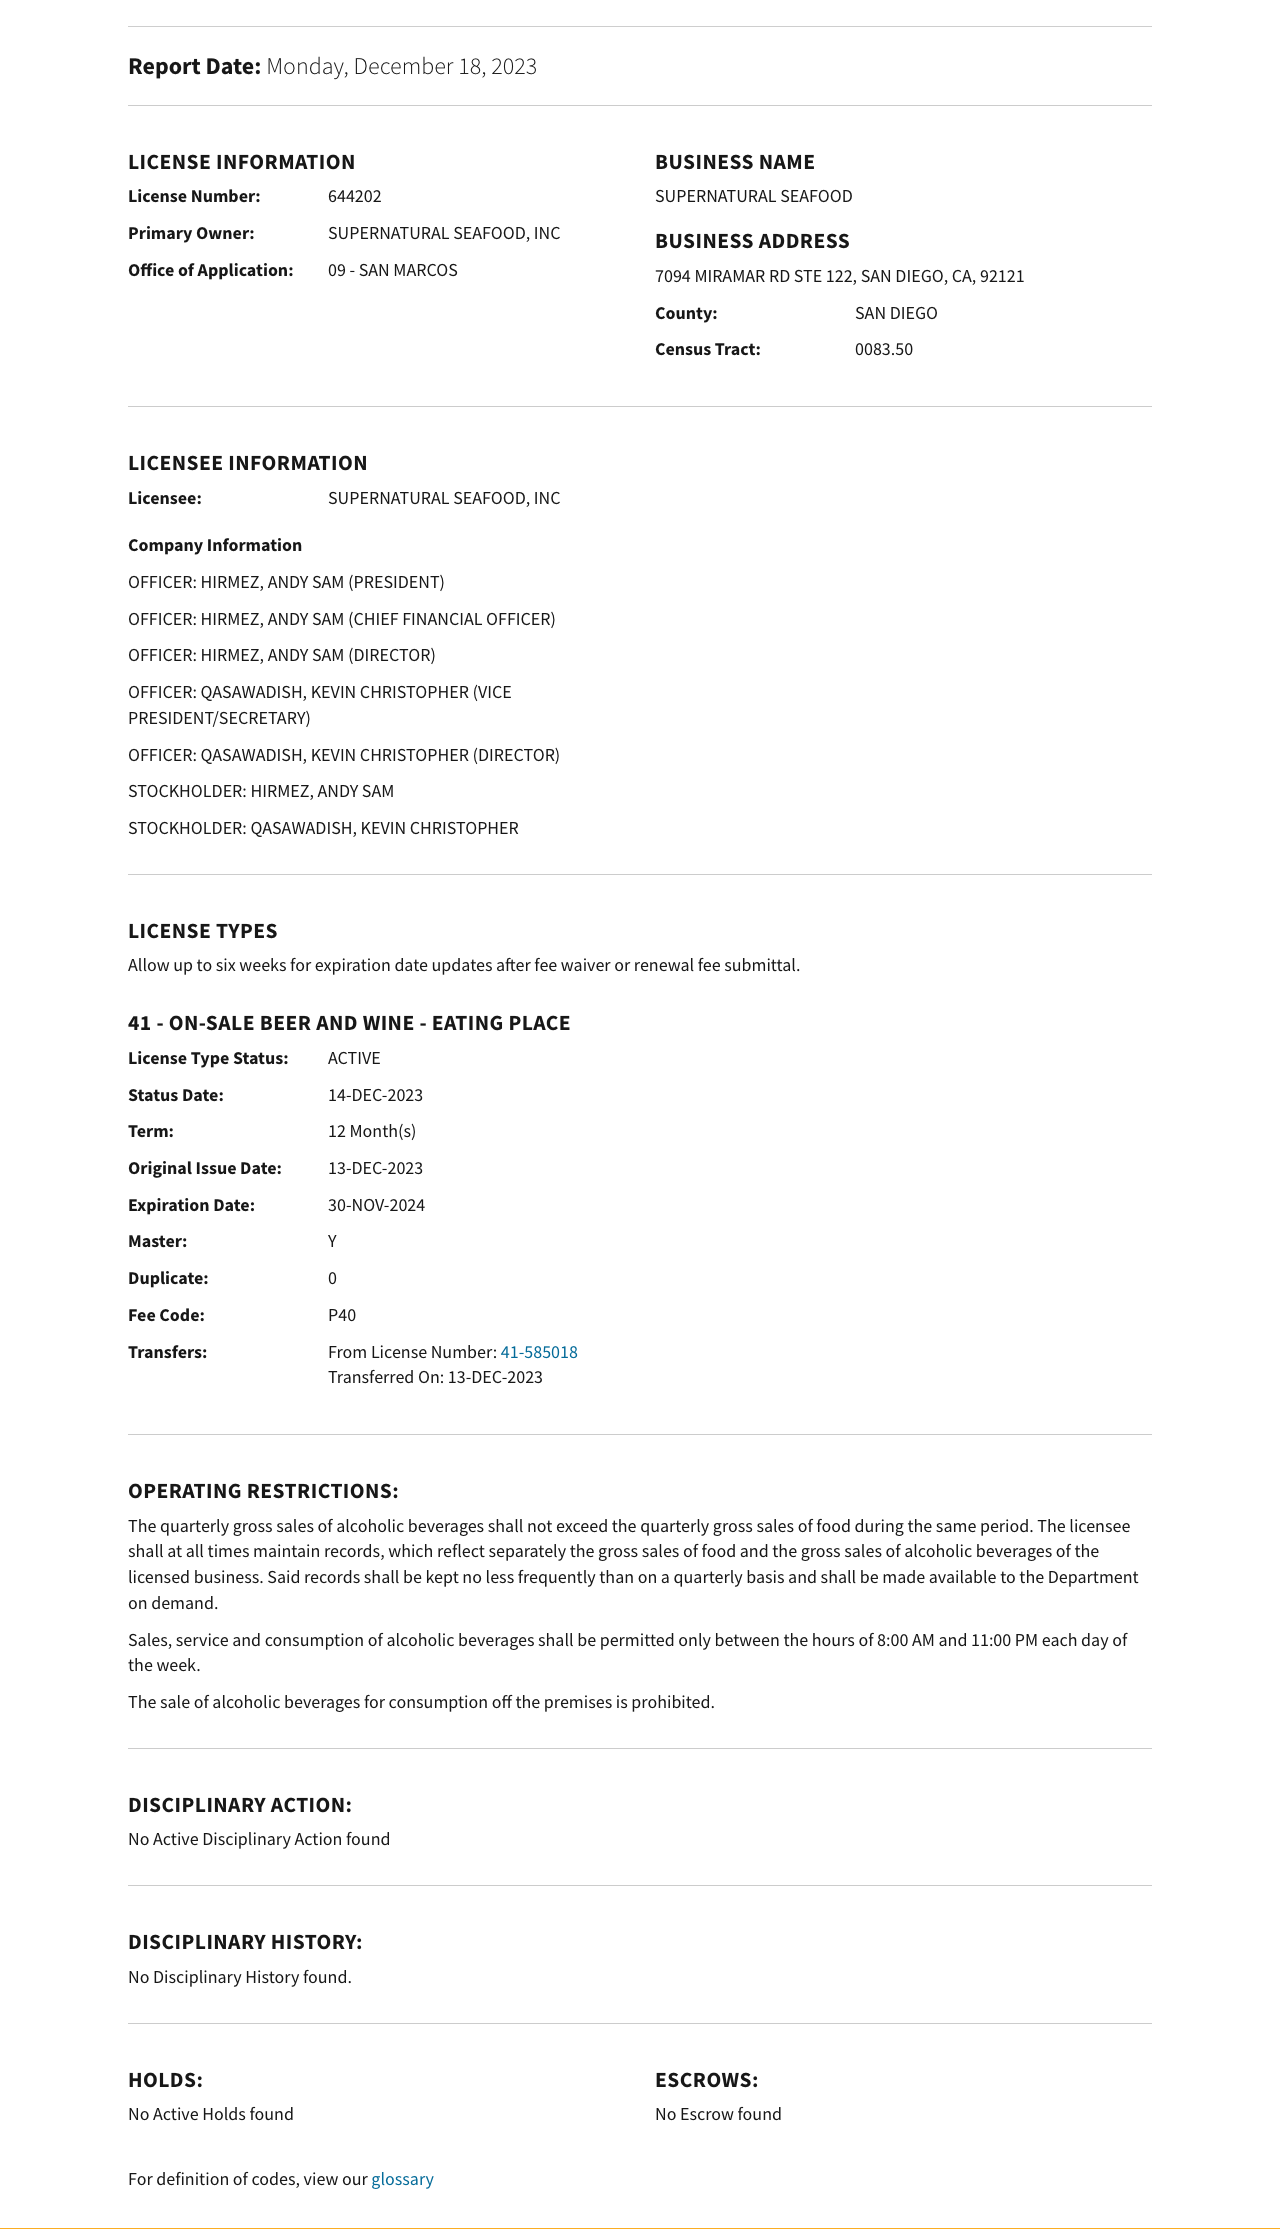 Report Date: Monday, December 18, 2023
LICENSE INFORMATION
License Number: 644202
Primary Owner: SUPERNATURAL SEAFOOD, INC
Office of Application: 09 - SAN MARCOS
BUSINESS NAME
SUPERNATURAL SEAFOOD
BUSINESS ADDRESS
7094 MIRAMAR RD STE 122, SAN DIEGO, CA, 92121
County: SAN DIEGO
Census Tract: 0083.50
LICENSEE INFORMATION
Licensee: SUPERNATURAL SEAFOOD, INC
Company Information
OFFICER: HIRMEZ, ANDY SAM (PRESIDENT)
OFFICER: HIRMEZ, ANDY SAM (CHIEF FINANCIAL OFFICER)
OFFICER: HIRMEZ, ANDY SAM (DIRECTOR)
OFFICER: QASAWADISH, KEVIN CHRISTOPHER (VICE
PRESIDENT/SECRETARY)
OFFICER: QASAWADISH, KEVIN CHRISTOPHER (DIRECTOR)
STOCKHOLDER: HIRMEZ, ANDY SAM
STOCKHOLDER: QASAWADISH, KEVIN CHRISTOPHER
LICENSE TYPES
Allow up to six weeks for expiration date updates after fee waiver or renewal fee submittal.
41 - ON-SALE BEER AND WINE - EATING PLACE
License Type Status: ACTIVE
Status Date: 14-DEC-2023
Term: 12 Month(s)
Original Issue Date: 13-DEC-2023
Expiration Date: 30-NOV-2024
Master: Y
Duplicate: 0
Fee Code: P40
Transfers: From License Number: 41-585018
Transferred On: 13-DEC-2023
OPERATING RESTRICTIONS:
The quarterly gross sales of alcoholic beverages shall not exceed the quarterly gross sales of food during the same period. The licensee
shall at all times maintain records, which reflect separately the gross sales of food and the gross sales of alcoholic beverages of the
licensed business. Said records shall be kept no less frequently than on a quarterly basis and shall be made available to the Department
on demand.
Sales, service and consumption of alcoholic beverages shall be permitted only between the hours of 8:00 AM and 11:00 PM each day of
the week.
The sale of alcoholic beverages for consumption off the premises is prohibited.
DISCIPLINARY ACTION:
No Active Disciplinary Action found
DISCIPLINARY HISTORY:
No Disciplinary History found.
HOLDS:
No Active Holds found
ESCROWS:
No Escrow found
For definition of codes, view our glossary